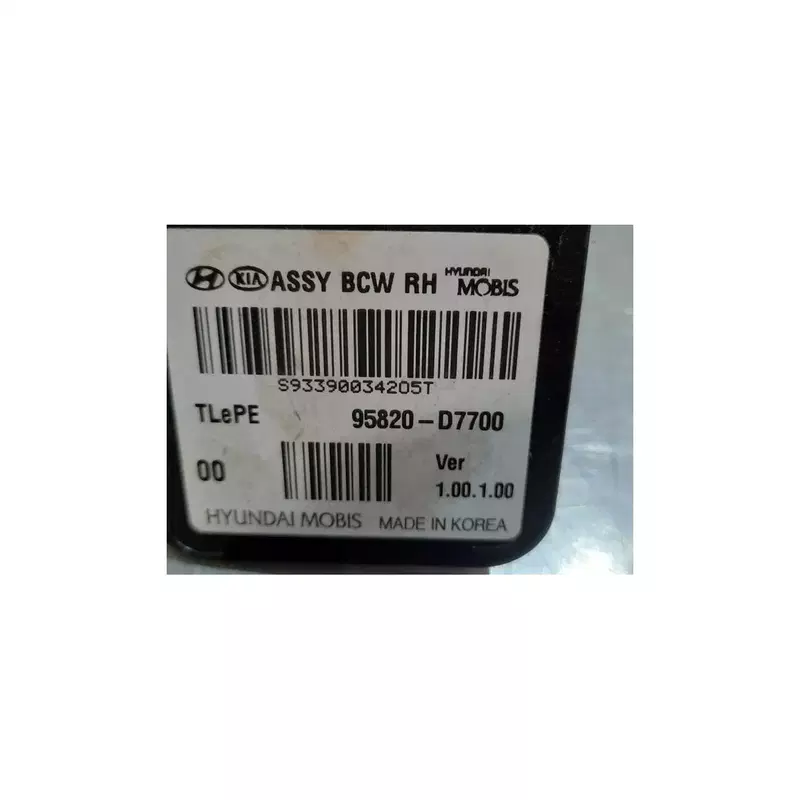 KIA ASSY BCW RH HYUNDAI MOBIS
S93390034205T
TLePE 95820-D7700
00 Ver
1.00.1.00
HYUNDAI MOBIS MADE IN KOREA